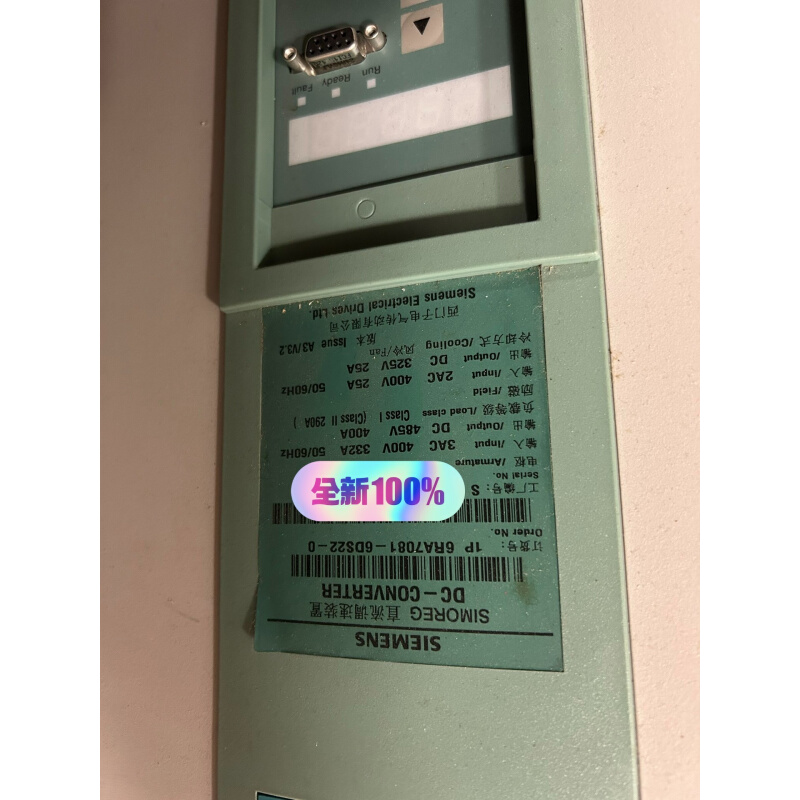 SIEMENS
SIMOREG 直流调速装置
DC-CONVERTER
订货号: 1P 6RA7081-6DS22-0
Order No.
工厂编号: S
Serial No.
电枢 /Armature
输入 /Input 3AC 400V 332A 50/60Hz
输出 /Output DC 485V 400A
负载等级 /Load class Class I (Class II 290A)
励磁 /Field
输入 /Input 2AC 400V 25A 50/60Hz
输出 /Output DC 325V 25A
冷却方式 /Cooling 风冷/Fan 版本 Issue A3/V3.2
西门子电气传动有限公司
Siemens Electrical Drives Ltd.
Run
Ready
Fault
全新100%